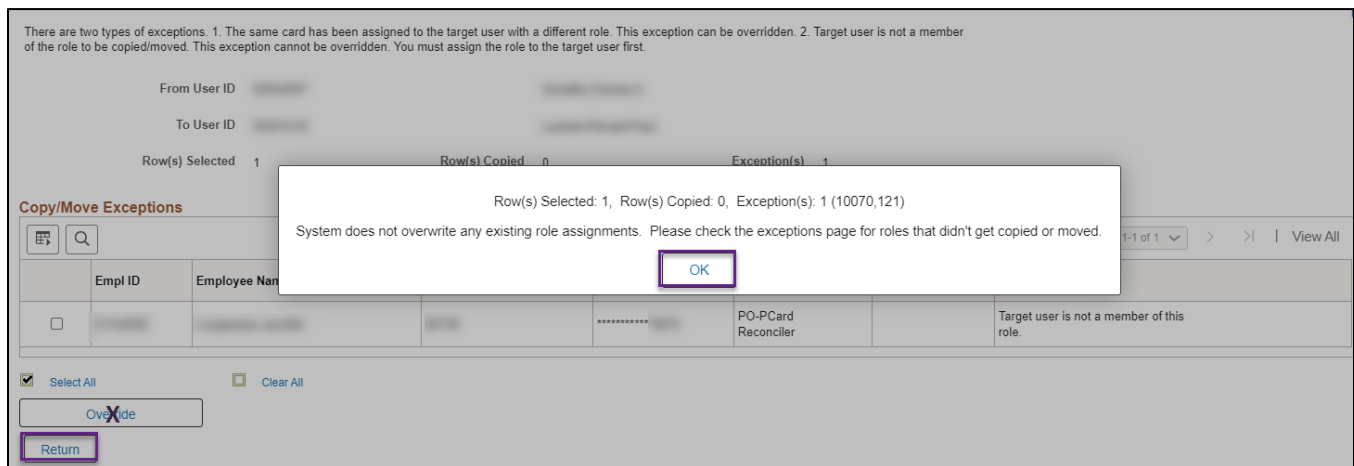 There are two types of exceptions. 1. The same card has been assigned to the target user with a different role. This exception can be overridden. 2. Target user is not a member
of the role to be copied/moved. This exception cannot be overridden. You must assign the role to the target user first.
From User ID
To User ID
Row(s) Selected 1 Row(s) Copied 0 Exception(s) 1
Row(s) Selected: 1, Row(s) Copied: 0, Exception(s): 1 (10070,121)
Copy/Move Exceptions
System does not overwrite any existing role assignments. Please check the exceptions page for roles that didn't get copied or moved.
1-1 of 1 | View All
OK
Empl ID Employee Nan
*********** PO-PCard Target user is not a member of this
Reconciler role.
Select All Clear All
Override
X
Return